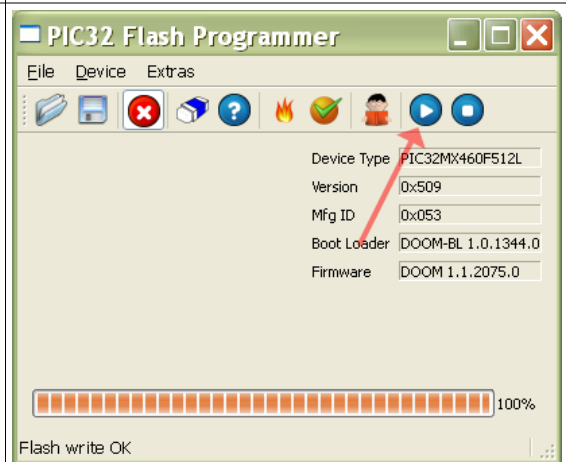 PIC32 Flash Programmer
File Device Extras
Device Type PIC32MX460F512L
Version 0x509
Mfg ID 0x053
Boot Loader DOOM-BL 1.0.1344.0
Firmware DOOM 1.1.2075.0
100%
Flash write OK